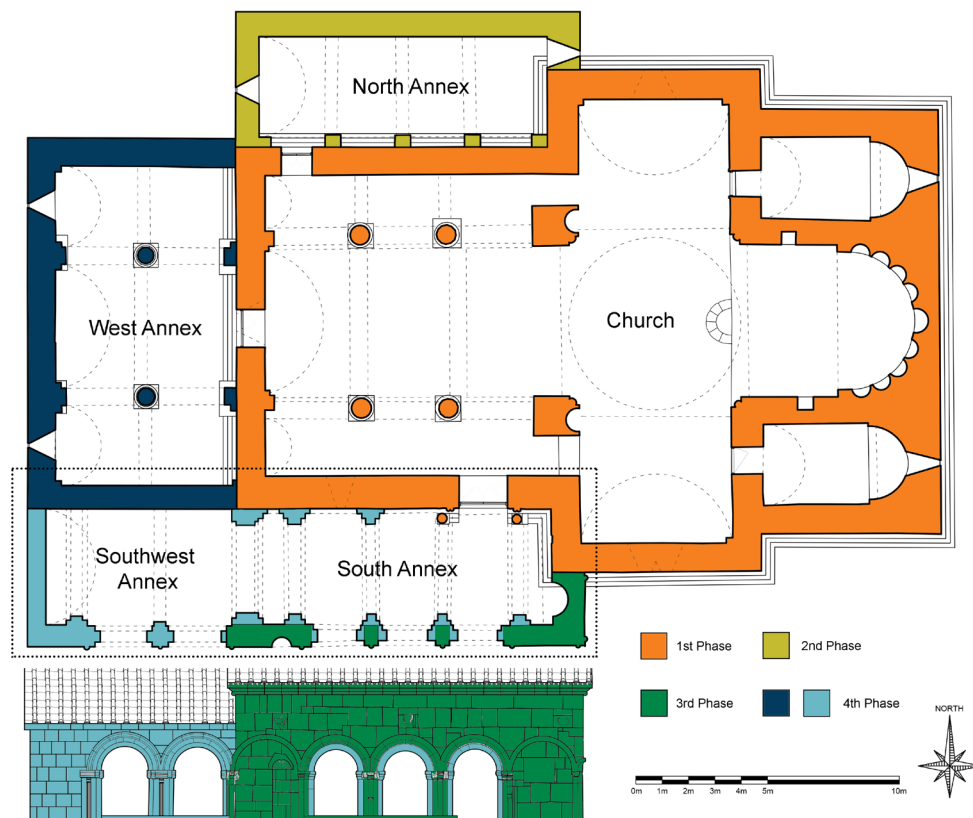 North Annex
West Annex
Church
Southwest
Annex
South Annex
1st Phase
2nd Phase
3rd Phase
4th Phase
NORTH
0m 1m 2m 3m 4m 5m 10m